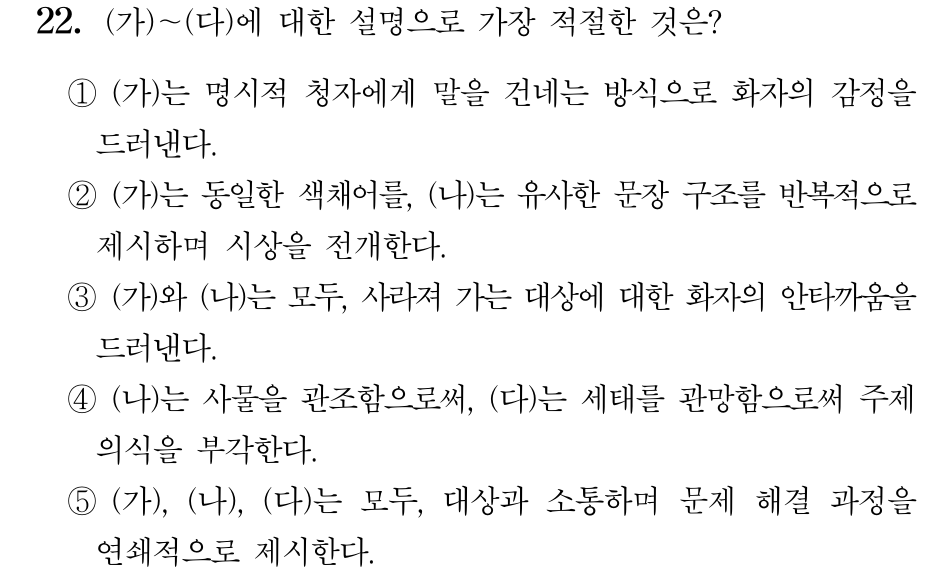 22. (가)~(다)에 대한 설명으로 가장 적절한 것은?
① (가)는 명시적 청자에게 말을 건네는 방식으로 화자의 감정을
드러낸다.
② (가)는 동일한 색채어를, (나)는 유사한 문장 구조를 반복적으로
제시하며 시상을 전개한다.
③ (가)와 (나)는 모두, 사라져 가는 대상에 대한 화자의 안타까움을
드러낸다.
④ (나)는 사물을 관조함으로써, (다)는 세태를 관망함으로써 주제
의식을 부각한다.
⑤ (가), (나), (다)는 모두, 대상과 소통하며 문제 해결 과정을
연쇄적으로 제시한다.